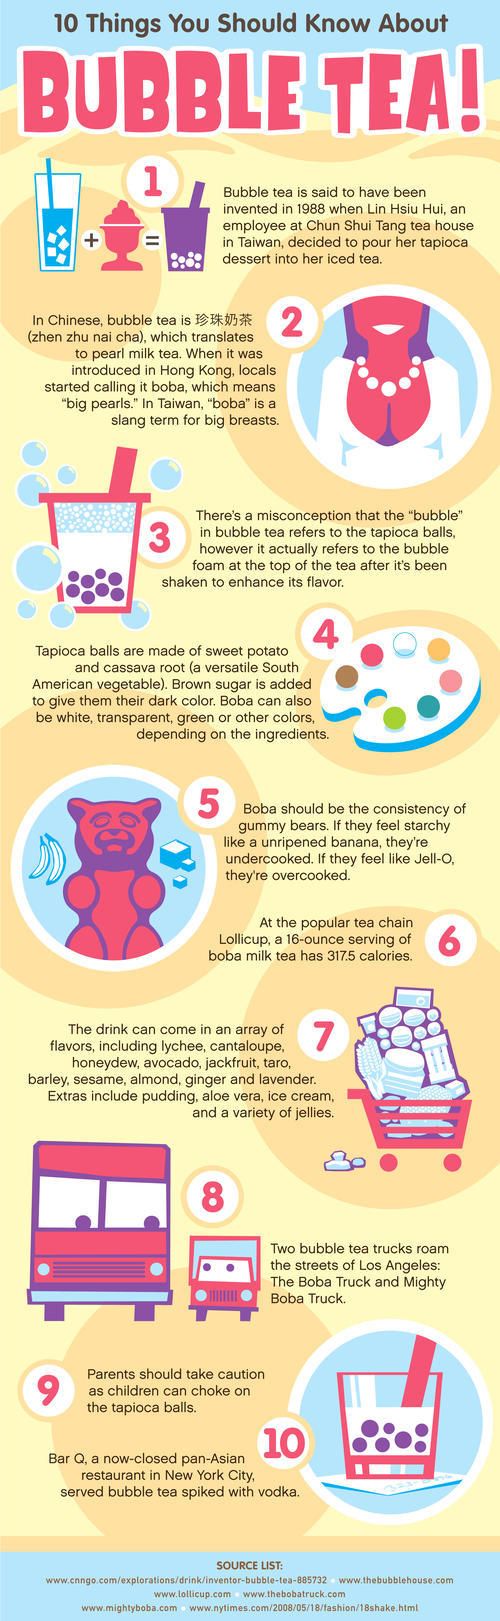 10 Things You Should Know About
BUBBLE TEA!
1
Bubble tea is said to have been
invented in 1988 when Lin Hsiu Hui, an
employee at Chun Shui Tang tea house
in Taiwan, decided to pour her tapioca
dessert into her iced tea.
+
=
2
In Chinese, bubble tea is 珍珠奶茶
(zhen zhu nai cha), which translates
to pearl milk tea. When it was
introduced in Hong Kong, locals
started calling it boba, which means
“big pearls.” In Taiwan, “boba” is a
slang term for big breasts.
3
There's a misconception that the “bubble”
in bubble tea refers to the tapioca balls,
however it actually refers to the bubble
foam at the top of the tea after it's been
shaken to enhance its flavor.
4
Tapioca balls are made of sweet potato
and cassava root (a versatile South
American vegetable). Brown sugar is added
to give them their dark color. Boba can also
be white, transparent, green or other colors,
depending on the ingredients.
5
Boba should be the consistency of
gummy bears. If they feel starchy
like a unripened banana, they're
undercooked. If they feel like Jell-O,
they're overcooked.
6
At the popular tea chain
Lollicup, a 16-ounce serving of
boba milk tea has 317.5 calories.
7
The drink can come in an array of
flavors, including lychee, cantaloupe,
honeydew, avocado, jackfruit, taro,
barley, sesame, almond, ginger and lavender.
Extras include pudding, aloe vera, ice cream,
and a variety of jellies.
8
Two bubble tea trucks roam
the streets of Los Angeles:
The Boba Truck and Mighty
Boba Truck.
9
Parents should take caution
as children can choke on
the tapioca balls.
10
Bar Q, a now-closed pan-Asian
restaurant in New York City,
served bubble tea spiked with vodka.
SOURCE LIST:
www.cnngo.com/explorations/drink/inventor-bubble-tea-885732 www.thebubblehouse.com
www.lollicup.com www.thebobatruck.com
www.mightyboba.com www.nytimes.com/2008/05/18/fashion/18shake.html